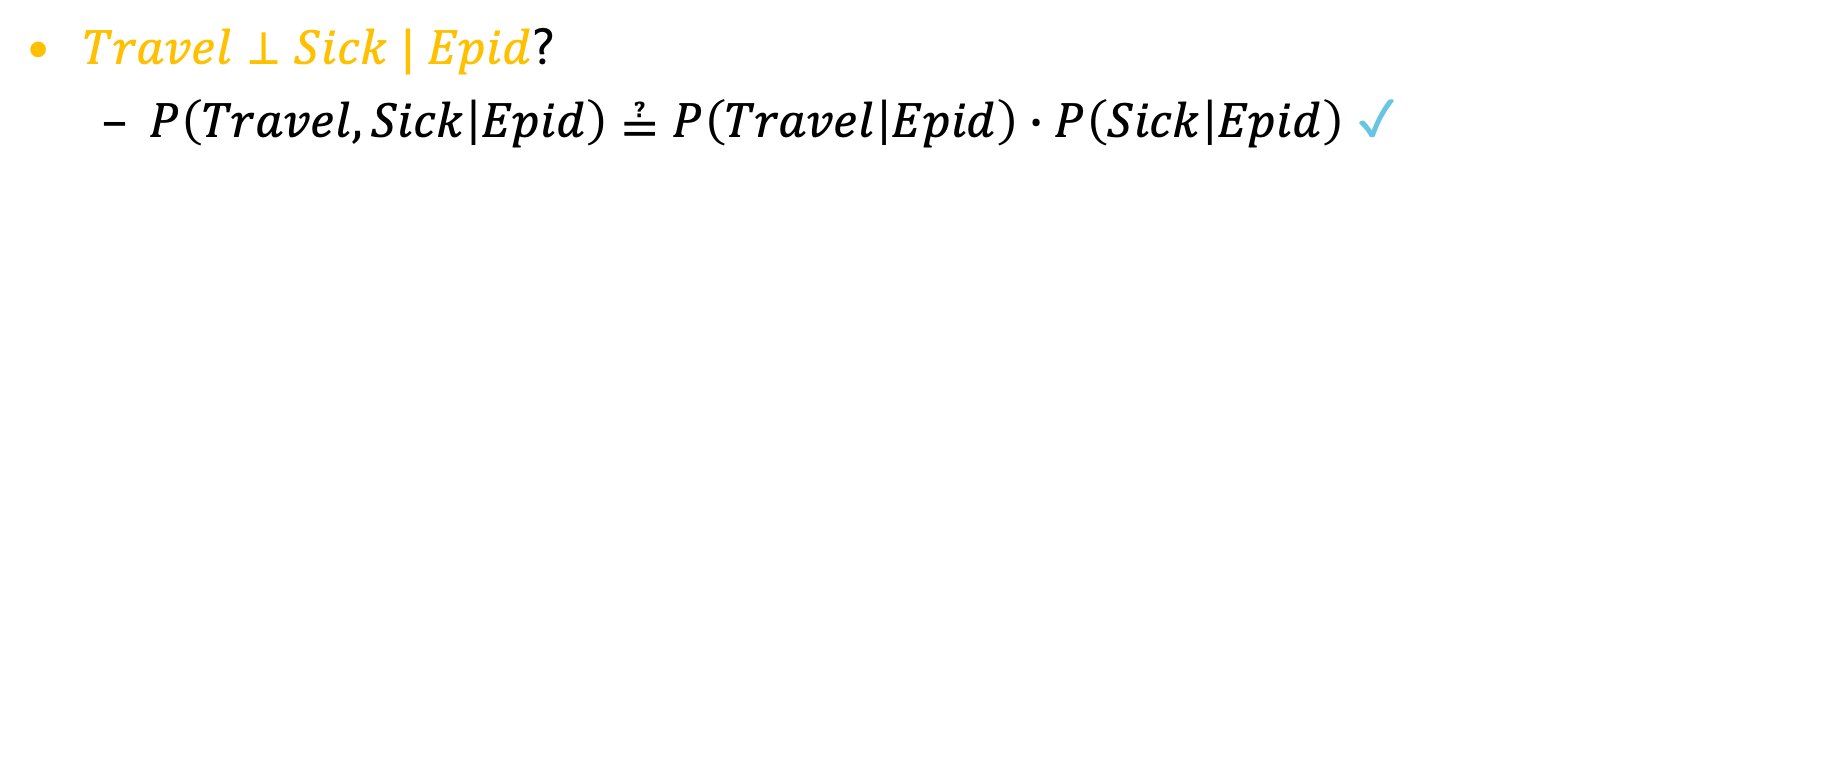 • Travel ⊥ Sick | Epid?
– P(Travel, Sick|Epid) ≟ P(Travel|Epid) · P(Sick|Epid) ✓